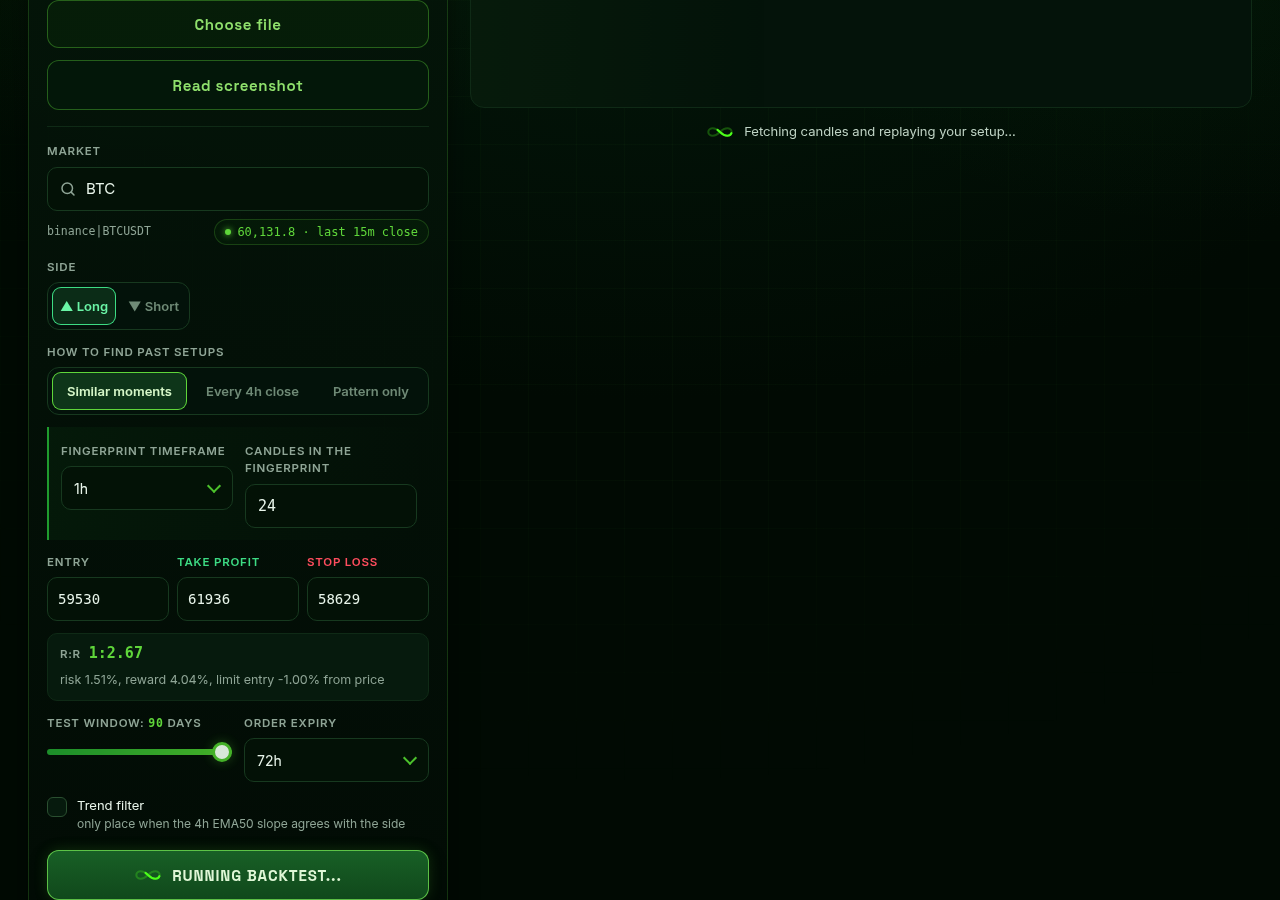 Choose file
Read screenshot
MARKET
BTC
binance|BTCUSDT
60,131.8 · last 15m close
SIDE
▲ Long
▼ Short
HOW TO FIND PAST SETUPS
Similar moments
Every 4h close
Pattern only
FINGERPRINT TIMEFRAME
1h
CANDLES IN THE
FINGERPRINT
24
ENTRY
59530
TAKE PROFIT
61936
STOP LOSS
58629
R:R 1:2.67
risk 1.51%, reward 4.04%, limit entry -1.00% from price
TEST WINDOW: 90 DAYS
ORDER EXPIRY
72h
Trend filter
only place when the 4h EMA50 slope agrees with the side
RUNNING BACKTEST...
Fetching candles and replaying your setup...